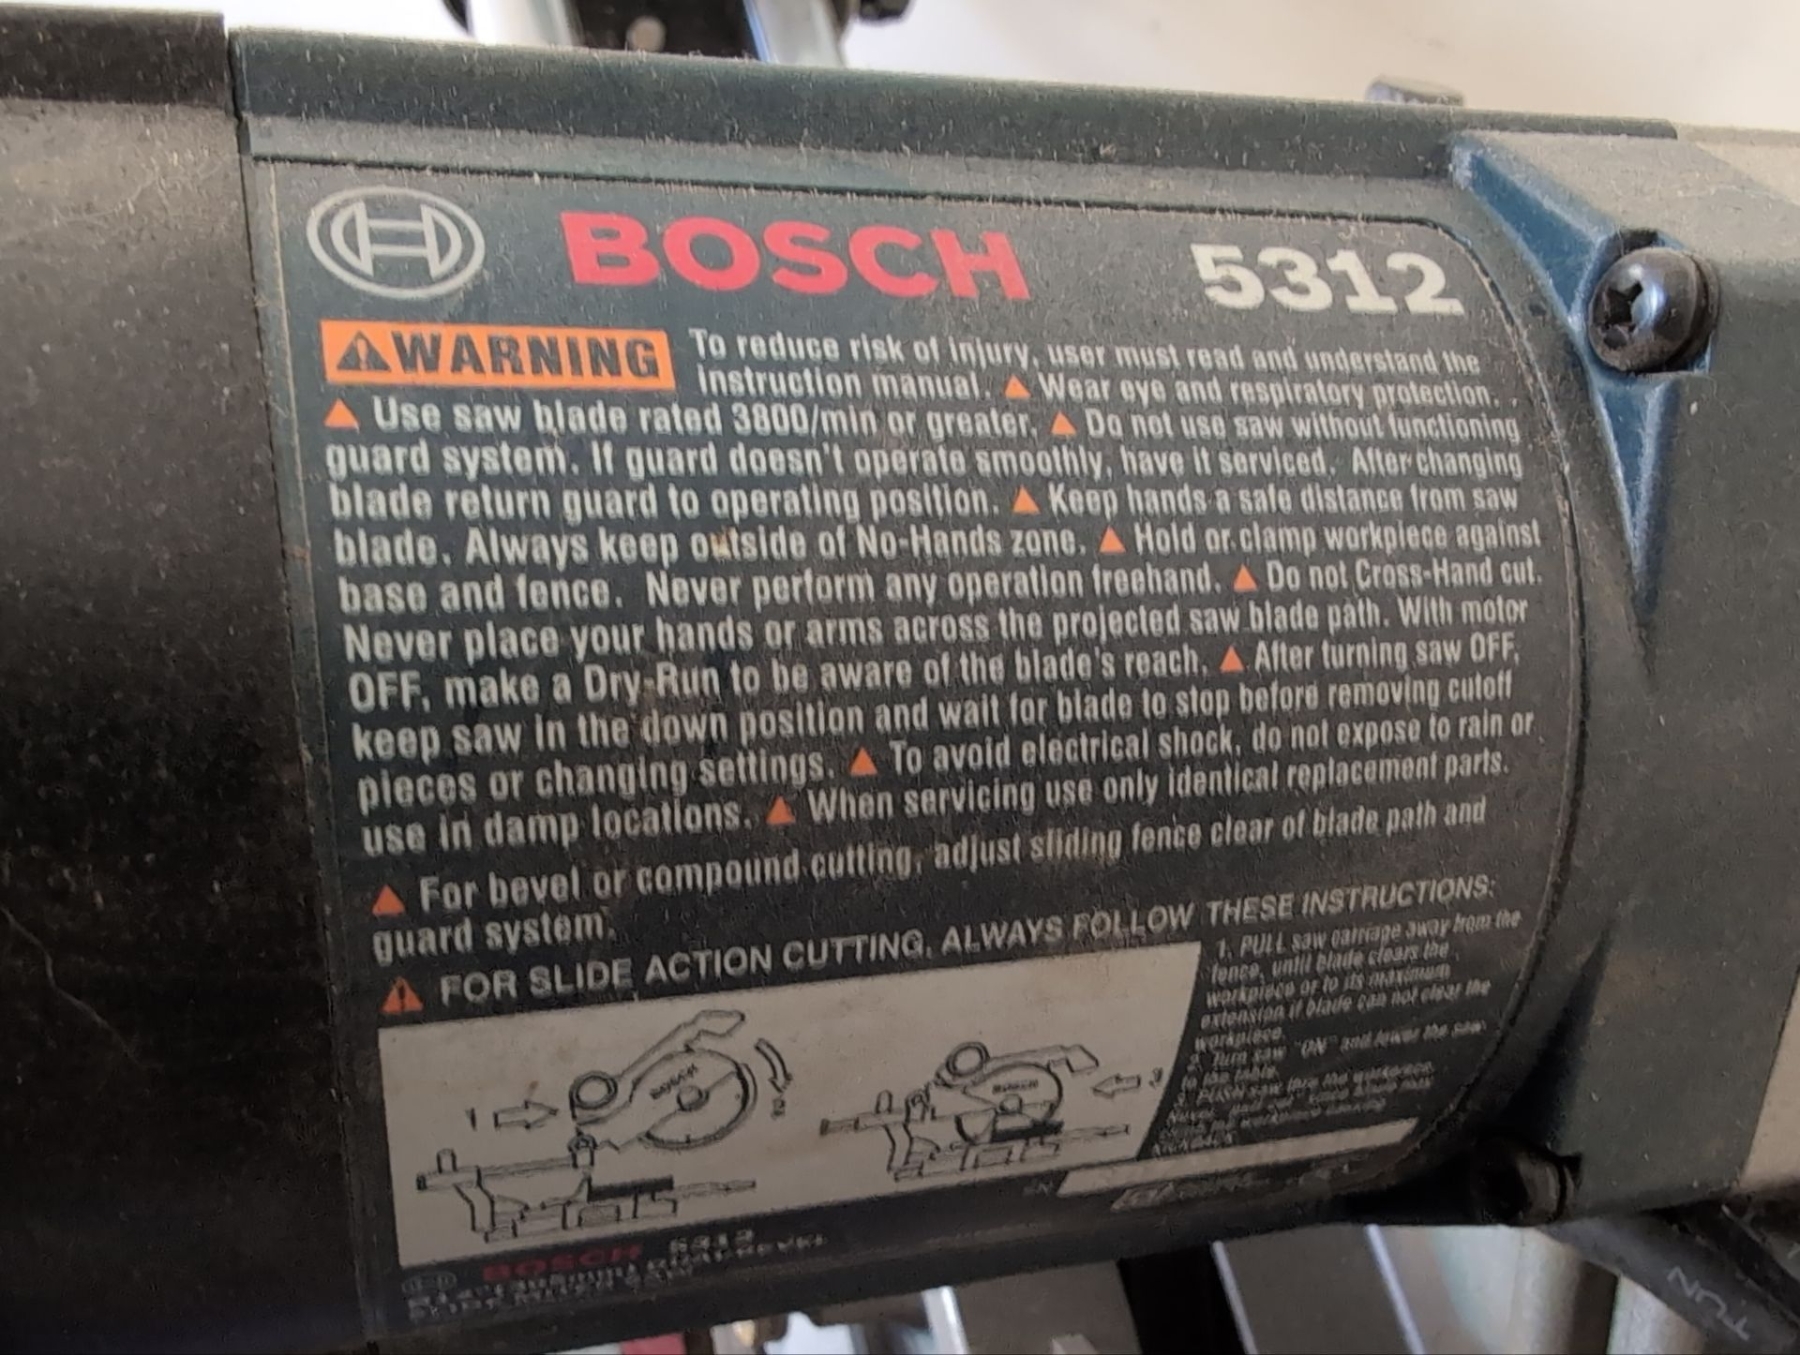 BOSCH 5312
WARNING To reduce risk of injury, user must read and understand the
instruction manual. Wear eye and respiratory protection.
Use saw blade rated 3800/min or greater. Do not use saw without functioning
guard system. If guard doesn't operate smoothly, have it serviced. After changing
blade return guard to operating position. Keep hands a safe distance from saw
blade. Always keep outside of No-Hands zone. Hold or clamp workpiece against
base and fence. Never perform any operation freehand. Do not Cross-Hand cut.
Never place your hands or arms across the projected saw blade path. With motor
OFF, make a Dry-Run to be aware of the blade's reach. After turning saw OFF,
keep saw in the down position and wait for blade to stop before removing cutoff
pieces or changing settings. To avoid electrical shock, do not expose to rain or
use in damp locations. When servicing use only identical replacement parts.
For bevel or compound cutting, adjust sliding fence clear of blade path and
guard system.
FOR SLIDE ACTION CUTTING, ALWAYS FOLLOW THESE INSTRUCTIONS:
1. PULL saw carriage away from the
fence, until blade clears the
workpiece or to its maximum
extension if blade can not clear the
workpiece.
2. Turn saw "ON" and lower the saw
to the table.
3. PUSH saw into the workpiece.
1
BOSCH
2
3
BOSCH 5312